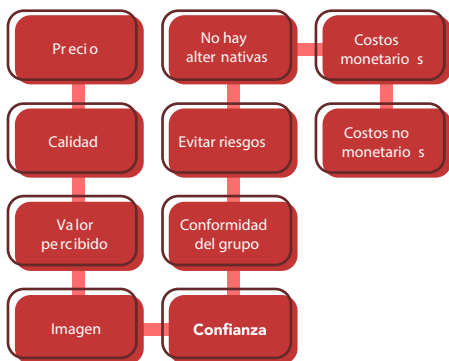 Precio
Calidad
Valor
percibido
Imagen
Confianza
Conformidad
del grupo
Evitar riesgos
No hay
alternativas
Costos
monetarios
Costos no
monetarios